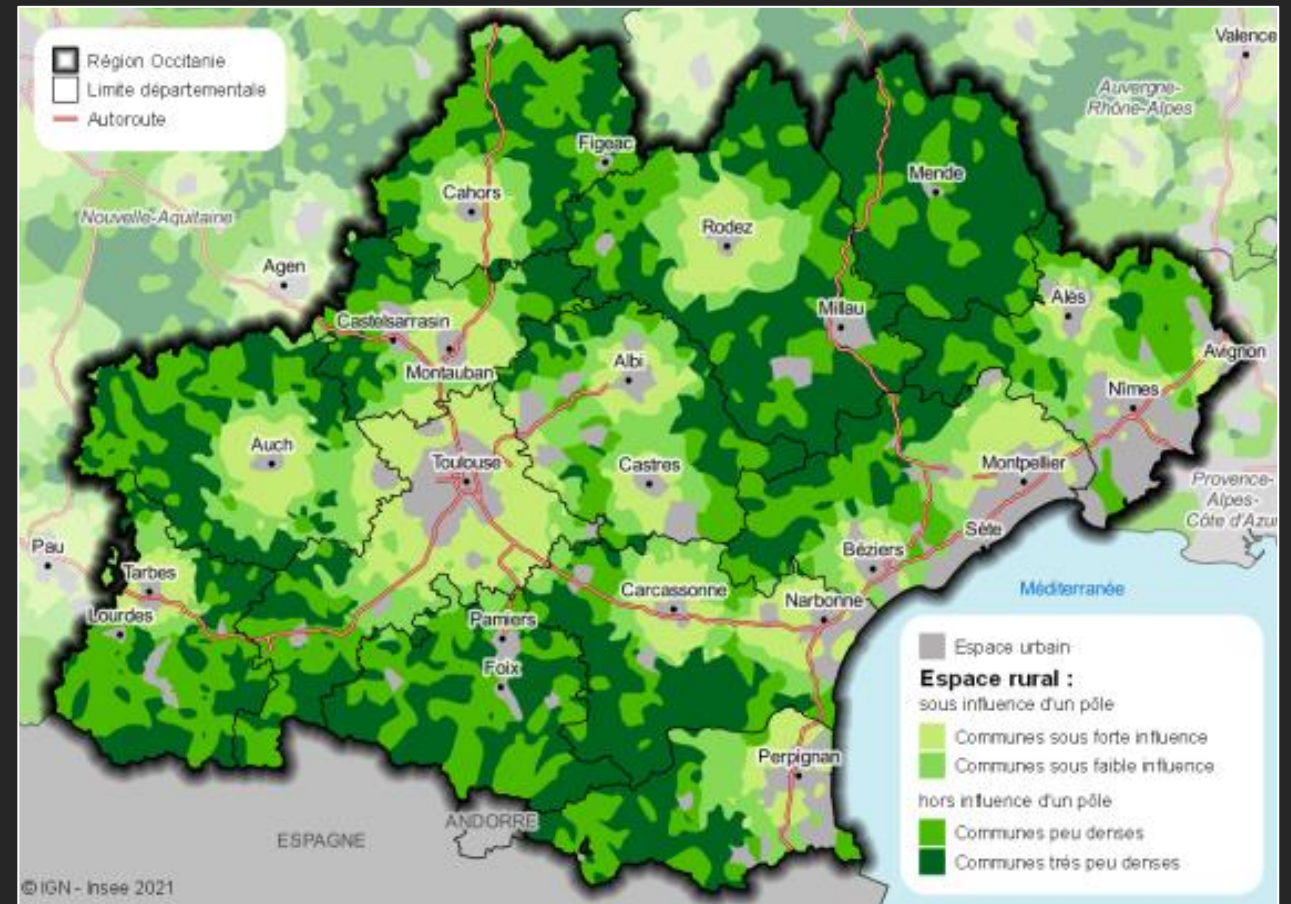 Région Occitanie
Limite départementale
Autoroute
Valence
Auvergne-
Rhône-Alpes
Figeac
Mende
Cahors
Nouvelle-Aquitaine
Rodez
Agen
Alès
Millau
Castelsarrasin
Avignon
Albi
Montauban
Nîmes
Auch
Toulouse
Castres
Montpellier
Provence-
Alpes-
Côte d'Azur
Sète
Pau
Béziers
Tarbes
Carcassonne
Méditerranée
Narbonne
Lourdes
Pamiers
Foix
Espace urbain
Espace rural :
sous influence d'un pôle
Communes sous forte influence
Communes sous faible influence
Perpignan
hors influence d'un pôle
ANDORRE
Communes peu denses
ESPAGNE
Communes trés peu denses
© IGN - Insee 2021